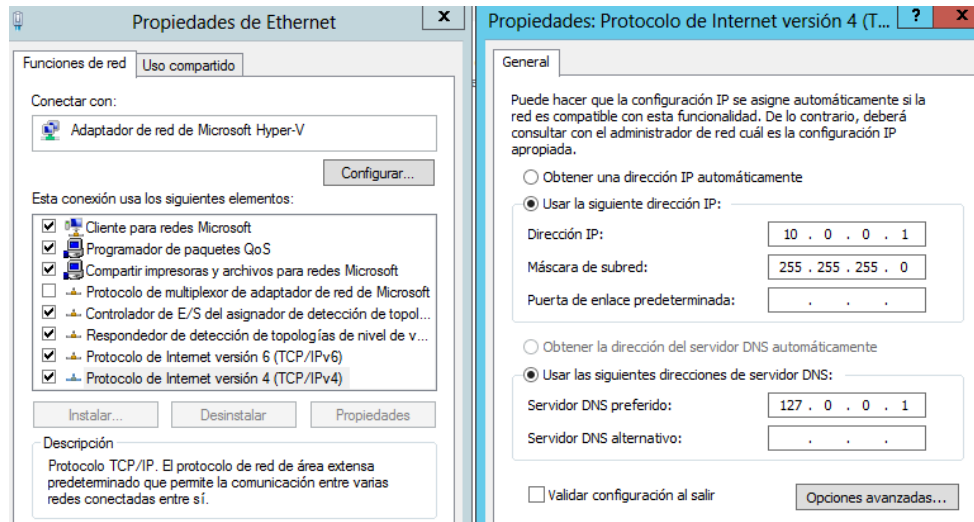 Propiedades de Ethernet
x
Funciones de red
Uso compartido
Conectar con:
Adaptador de red de Microsoft Hyper-V
Configurar...
Esta conexión usa los siguientes elementos:
Cliente para redes Microsoft
Programador de paquetes QoS
Compartir impresoras y archivos para redes Microsoft
Protocolo de multiplexor de adaptador de red de Microsoft
Controlador de E/S del asignador de detección de topol...
Respondedor de detección de topologías de nivel de v...
Protocolo de Internet versión 6 (TCP/IPv6)
Protocolo de Internet versión 4 (TCP/IPv4)
Instalar...
Desinstalar
Propiedades
Descripción
Protocolo TCP/IP. El protocolo de red de área extensa
predeterminado que permite la comunicación entre varias
redes conectadas entre sí.
Propiedades: Protocolo de Internet versión 4 (T...
?
x
General
Puede hacer que la configuración IP se asigne automáticamente si la
red es compatible con esta funcionalidad. De lo contrario, deberá
consultar con el administrador de red cuál es la configuración IP
apropiada.
Obtener una dirección IP automáticamente
Usar la siguiente dirección IP:
Dirección IP: 10 . 0 . 0 . 1
Máscara de subred: 255 . 255 . 255 . 0
Puerta de enlace predeterminada: . . .
Obtener la dirección del servidor DNS automáticamente
Usar las siguientes direcciones de servidor DNS:
Servidor DNS preferido: 127 . 0 . 0 . 1
Servidor DNS alternativo: . . .
Validar configuración al salir
Opciones avanzadas...